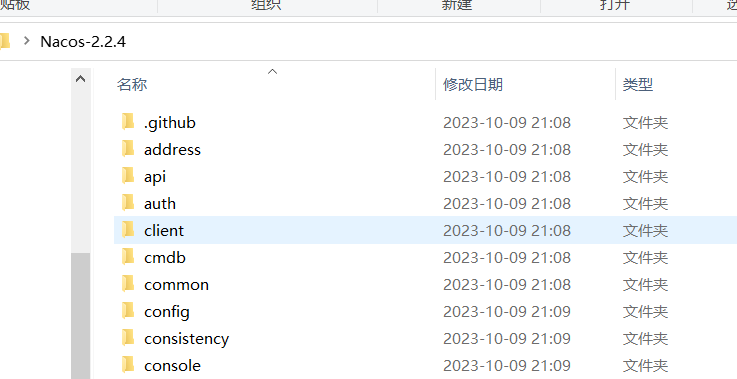 贴板 组织 新建 打开
Nacos-2.2.4
名称 修改日期 类型
.github 2023-10-09 21:08 文件夹
address 2023-10-09 21:08 文件夹
api 2023-10-09 21:08 文件夹
auth 2023-10-09 21:08 文件夹
client 2023-10-09 21:08 文件夹
cmdb 2023-10-09 21:08 文件夹
common 2023-10-09 21:08 文件夹
config 2023-10-09 21:09 文件夹
consistency 2023-10-09 21:09 文件夹
console 2023-10-09 21:09 文件夹